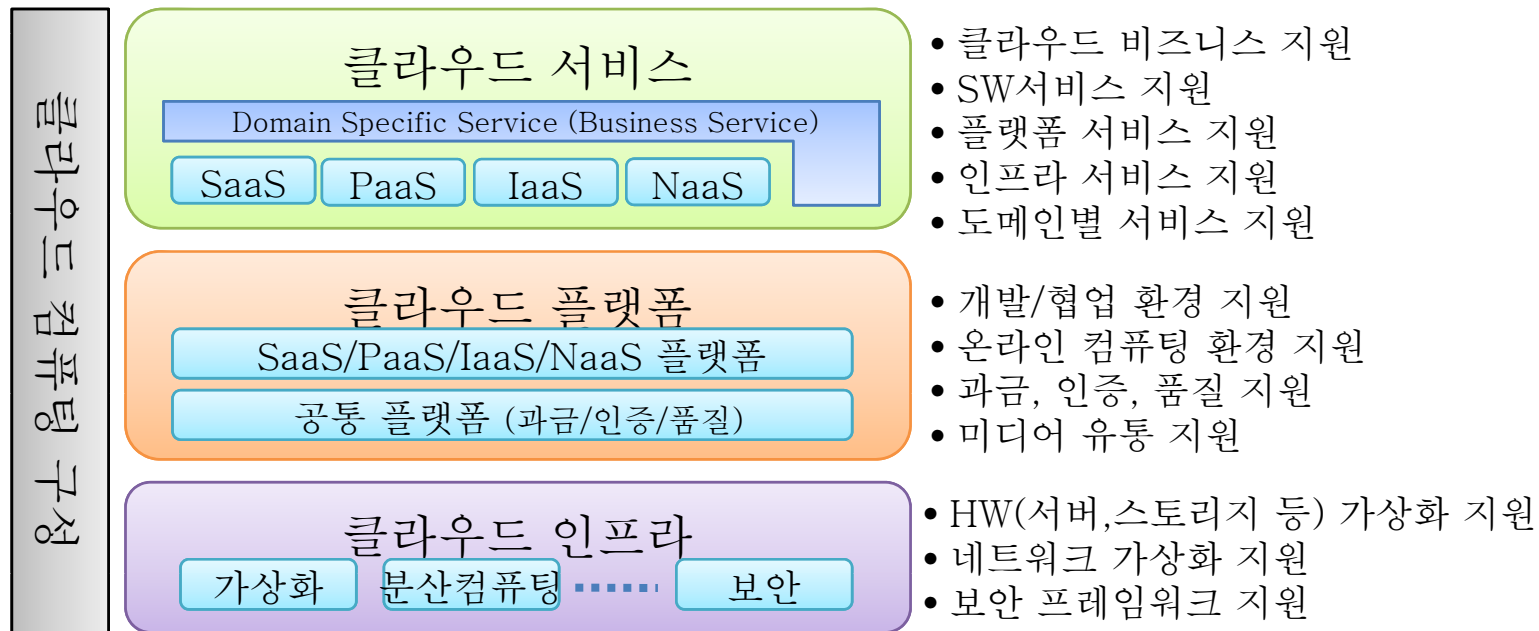 클라우드 컴퓨팅 구성
클라우드 서비스
Domain Specific Service (Business Service)
SaaS
PaaS
IaaS
NaaS
• 클라우드 비즈니스 지원
• SW서비스 지원
• 플랫폼 서비스 지원
• 인프라 서비스 지원
• 도메인별 서비스 지원
클라우드 플랫폼
SaaS/PaaS/IaaS/NaaS 플랫폼
공통 플랫폼 (과금/인증/품질)
• 개발/협업 환경 지원
• 온라인 컴퓨팅 환경 지원
• 과금, 인증, 품질 지원
• 미디어 유통 지원
클라우드 인프라
가상화
분산컴퓨팅
보안
• HW(서버,스토리지 등) 가상화 지원
• 네트워크 가상화 지원
• 보안 프레임워크 지원